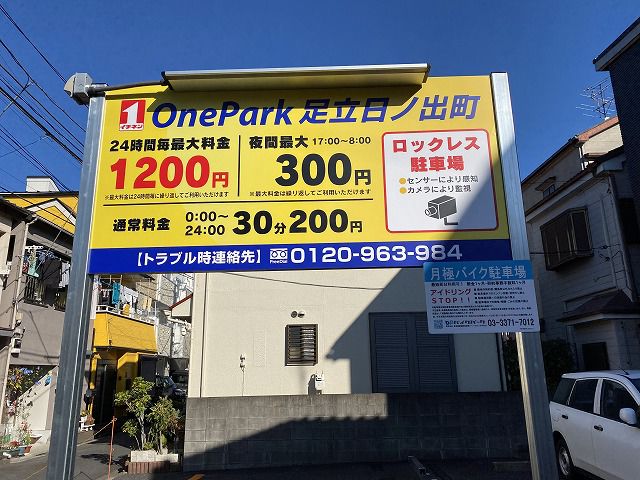 1 イチネン OnePark 足立日ノ出町
24時間毎最大料金
1200円
※最大料金は24時間毎に繰り返してご利用いただけます
夜間最大 17:00～8:00
300円
※最大料金は繰り返してご利用いただけます
通常料金 0:00～24:00 30分200円
ロックレス
駐車場
●センサーにより感知
●カメラにより監視
【トラブル時連絡先】 FreeDial 0120-963-984
月極バイク駐車場
アイドリング
STOP!!
03-3371-7012